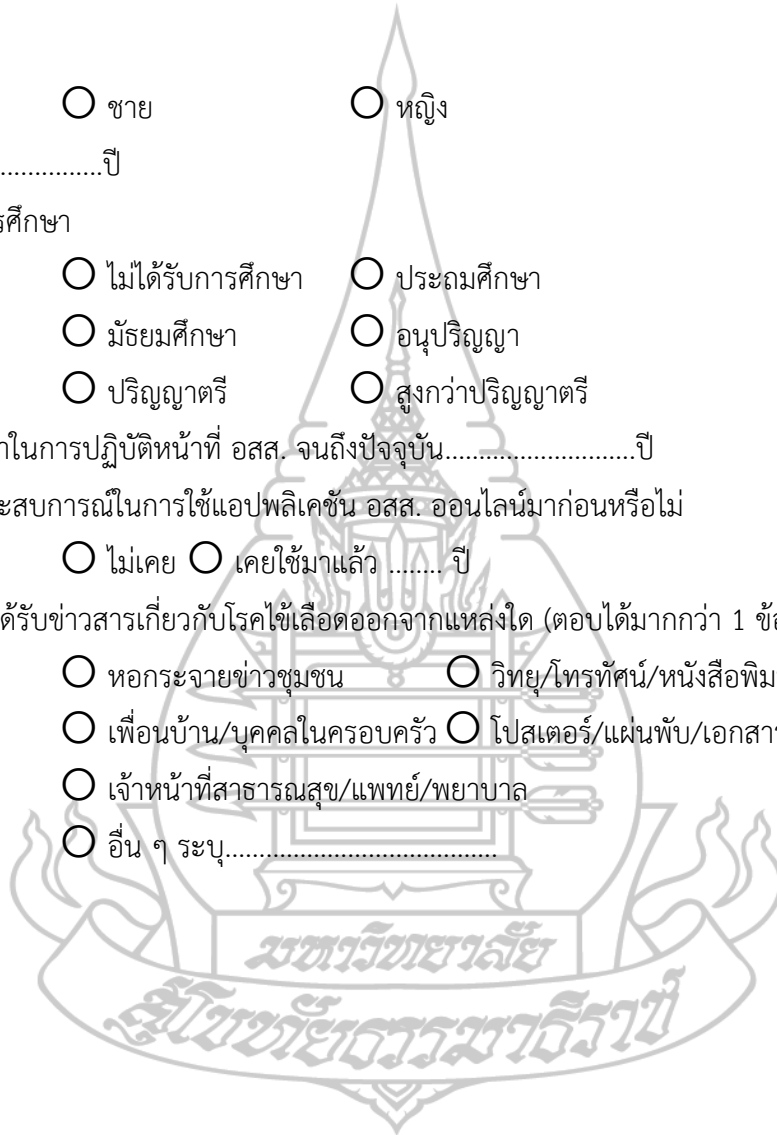 ○ ชาย ○ หญิง
................ปี
รศึกษา
○ ไม่ได้รับการศึกษา ○ ประถมศึกษา
○ มัธยมศึกษา ○ อนุปริญญา
○ ปริญญาตรี ○ สูงกว่าปริญญาตรี
าในการปฏิบัติหน้าที่ อสส. จนถึงปัจจุบัน............................ปี
ะสบการณ์ในการใช้แอปพลิเคชัน อสส. ออนไลน์มาก่อนหรือไม่
○ ไม่เคย ○ เคยใช้มาแล้ว ........ ปี
ด้รับข่าวสารเกี่ยวกับโรคไข้เลือดออกจากแหล่งใด (ตอบได้มากกว่า 1 ข้อ
○ หอกระจายข่าวชุมชน ○ วิทยุ/โทรทัศน์/หนังสือพิม
○ เพื่อนบ้าน/บุคคลในครอบครัว ○ โปสเตอร์/แผ่นพับ/เอกสาร
○ เจ้าหน้าที่สาธารณสุข/แพทย์/พยาบาล
○ อื่น ๆ ระบุ........................................
มหาวิทยาลัย
สุโขทัยธรรมาธิราช